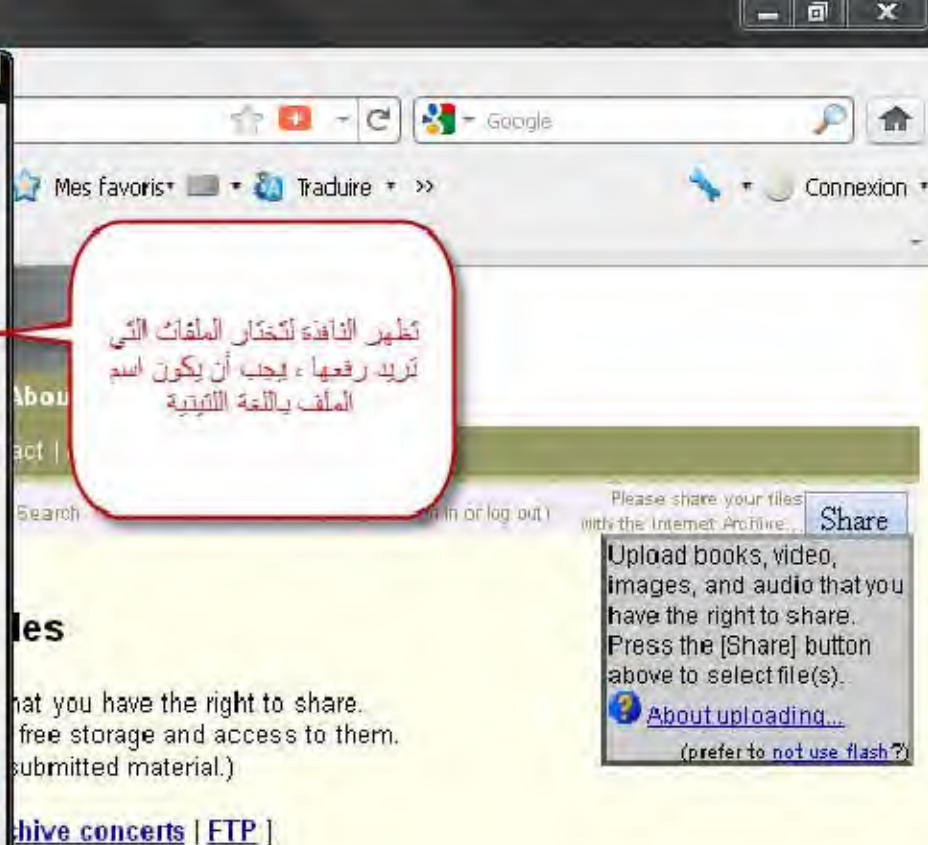 Google
Mes favoris Traduire >> Connexion
تظهر النافذة لتختار الملفات التي
تريد رفعها ، يجب أن يكون اسم
الملف باللغة اللتينية
Abou
act |
Search
in or log out)
Please share your files
with the Internet Archive...
Share
Upload books, video,
images, and audio that you
have the right to share.
Press the [Share] button
above to select file(s).
About uploading...
(prefer to not use flash?)
les
hat you have the right to share.
free storage and access to them.
submitted material.)
hive concerts | FTP ]